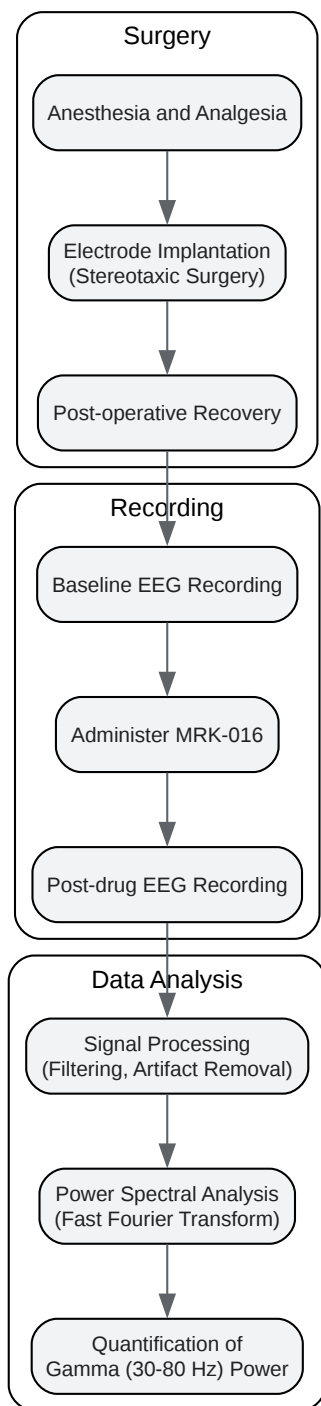 Surgery
Anesthesia and Analgesia
Electrode Implantation
(Stereotaxic Surgery)
Post-operative Recovery
Recording
Baseline EEG Recording
Administer MRK-016
Post-drug EEG Recording
Data Analysis
Signal Processing
(Filtering, Artifact Removal)
Power Spectral Analysis
(Fast Fourier Transform)
Quantification of
Gamma (30-80 Hz) Power